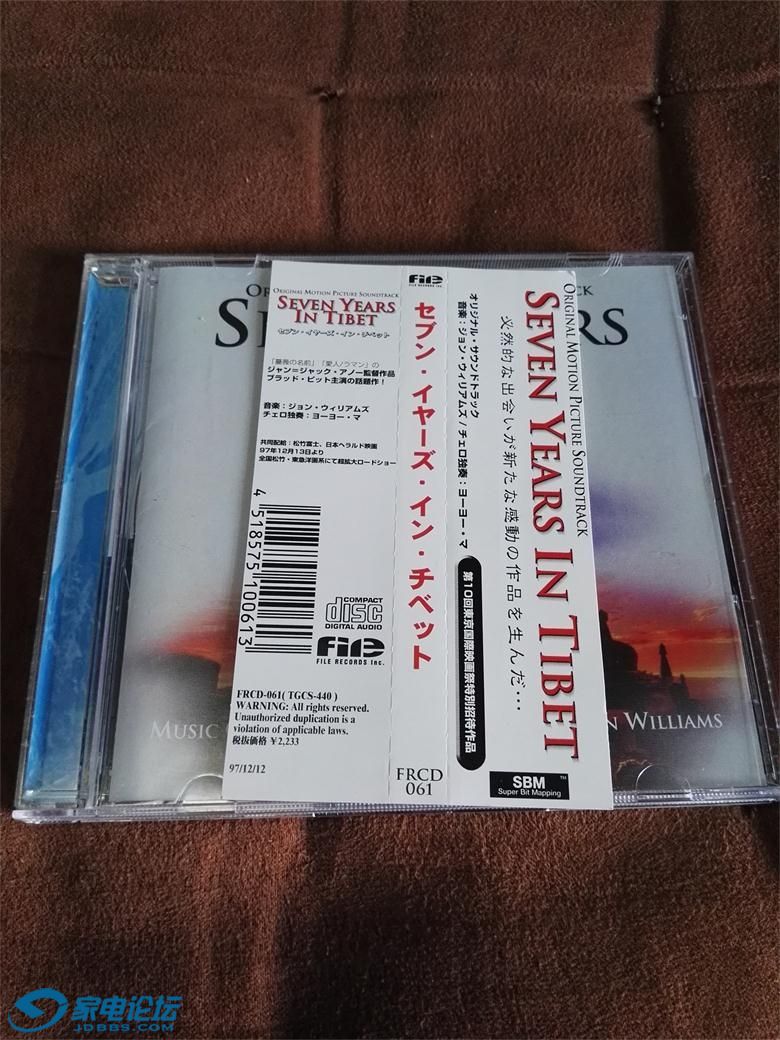 ORIGINAL MOTION PICTURE SOUNDTRACK
SEVEN YEARS
IN TIBET
セブン・イヤーズ・イン・チベット
「薔薇の名前」「愛人/ラマン」の
ジャン=ジャック・アノー監督作品
ブラッド・ピット主演の話題作!
音楽:ジョン・ウィリアムズ
チェロ独奏:ヨーヨー・マ
共同配給:松竹富士、日本ヘラルド映画
97年12月13日より
全国松竹・東急洋画系にて超拡大ロードショー
4 518575 100613
COMPACT
disc
DIGITAL AUDIO
File
FILE RECORDS Inc.
FRCD-061( TGCS-440 )
WARNING: All rights reserved.
Unauthorized duplication is a
violation of applicable laws.
税抜価格 ¥2,233
97/12/12
File
FILE RECORDS Inc.
セブン・イヤーズ・イン・チベット
FRCD
061
ORIGINAL MOTION PICTURE SOUNDTRACK
SEVEN YEARS IN TIBET
必然的な出会いが新たな感動の作品を生んだ…
オリジナル・サウンドトラック
音楽:ジョン・ウィリアムズ/チェロ独奏:ヨーヨー・マ
第10回東京国際映画祭特別招待作品
SBM™
Super Bit Mapping
MUSIC
WILLIAMS
家电论坛
JDBBS.COM